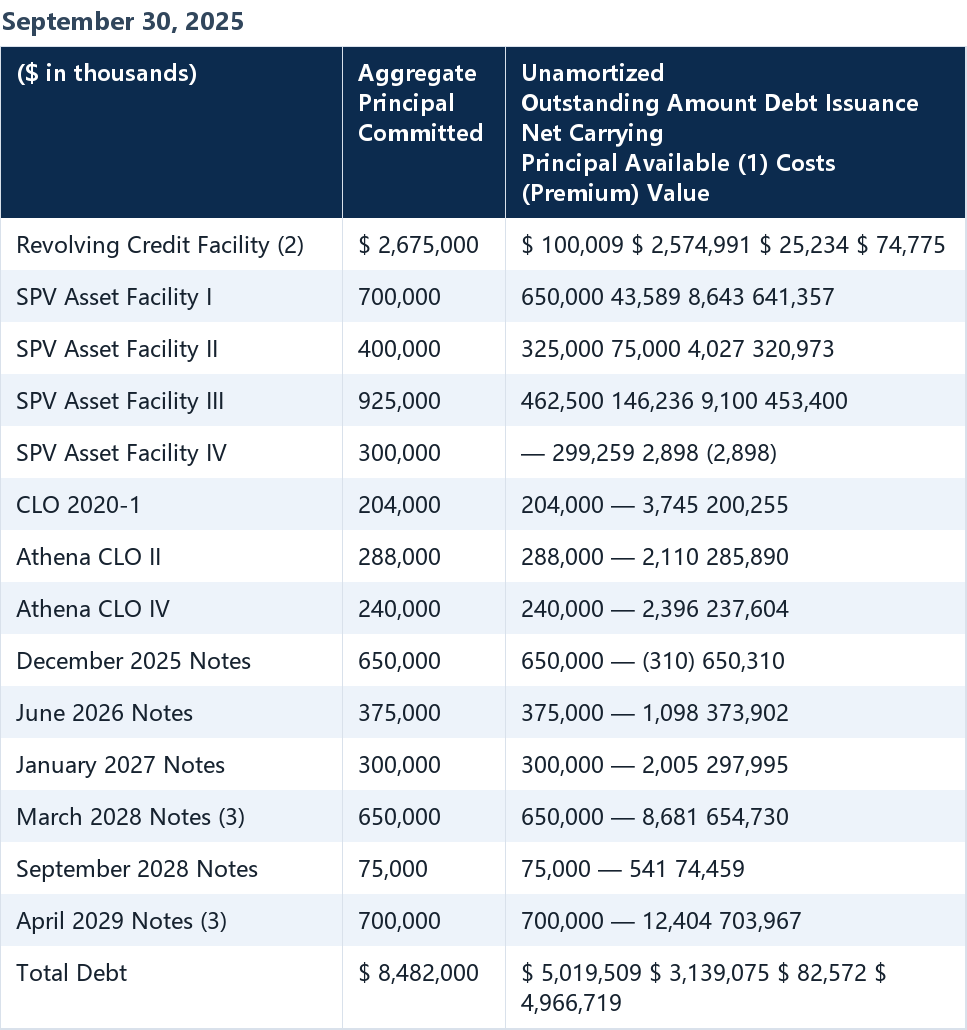 September 30, 2025
($ in thousands)
Aggregate
Principal
Committed
Unamortized
Outstanding Amount Debt Issuance
Net Carrying
Principal Available (1) Costs
(Premium) Value
Revolving Credit Facility (2) $ 2,675,000 $ 100,009 $ 2,574,991 $ 25,234 $ 74,775
SPV Asset Facility I 700,000 650,000 43,589 8,643 641,357
SPV Asset Facility II 400,000 325,000 75,000 4,027 320,973
SPV Asset Facility III 925,000 462,500 146,236 9,100 453,400
SPV Asset Facility IV 300,000 — 299,259 2,898 (2,898)
CLO 2020-1 204,000 204,000 — 3,745 200,255
Athena CLO II 288,000 288,000 — 2,110 285,890
Athena CLO IV 240,000 240,000 — 2,396 237,604
December 2025 Notes 650,000 650,000 — (310) 650,310
June 2026 Notes 375,000 375,000 — 1,098 373,902
January 2027 Notes 300,000 300,000 — 2,005 297,995
March 2028 Notes (3) 650,000 650,000 — 8,681 654,730
September 2028 Notes 75,000 75,000 — 541 74,459
April 2029 Notes (3) 700,000 700,000 — 12,404 703,967
Total Debt $ 8,482,000 $ 5,019,509 $ 3,139,075 $ 82,572 $
4,966,719